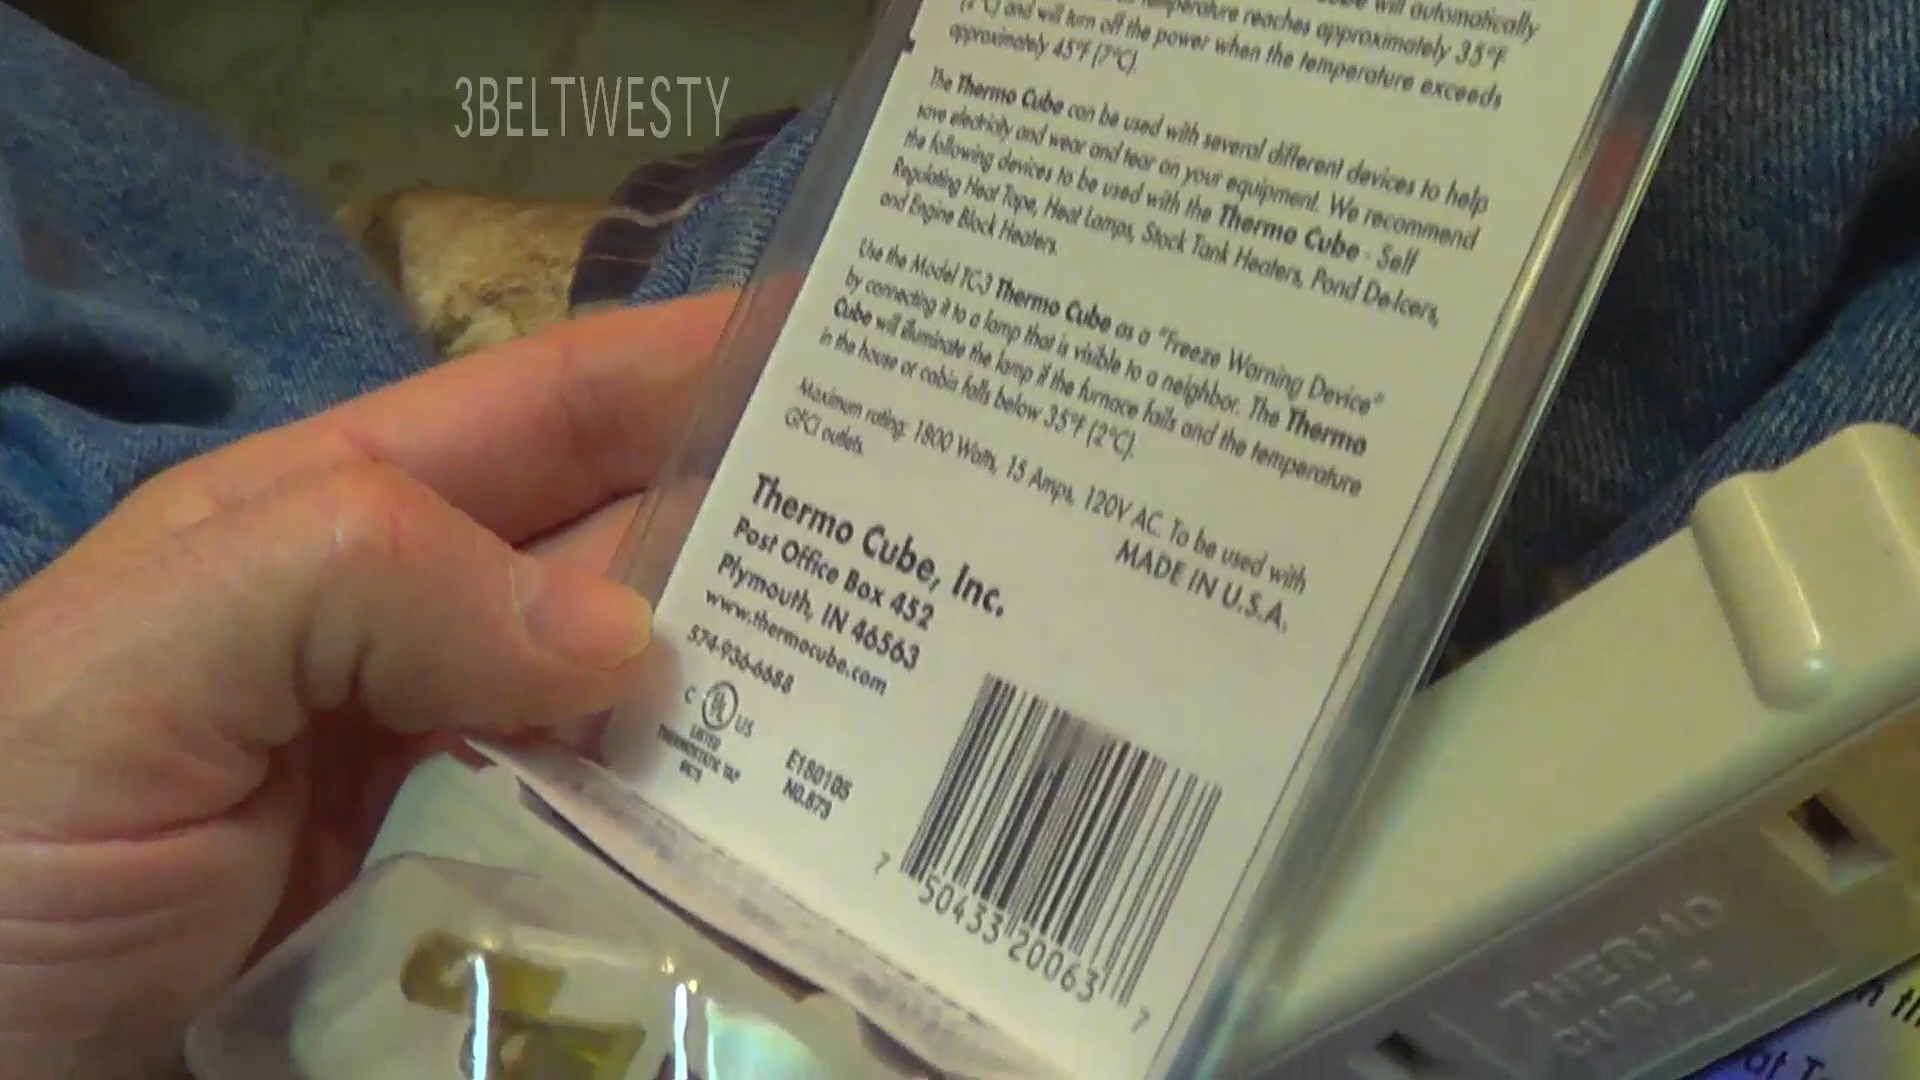 3BELTWESTY
will automatically
temperature reaches approximately 35°F
(2°C) and will turn off the power when the temperature exceeds
approximately 45°F (7°C).
The Thermo Cube can be used with several different devices to help
save electricity and wear and tear on your equipment. We recommend
the following devices to be used with the Thermo Cube - Self
Regulating Heat Tape, Heat Lamps, Stock Tank Heaters, Pond De-Icers,
and Engine Block Heaters.
Use the Model TC-3 Thermo Cube as a "Freeze Warning Device"
by connecting it to a lamp that is visible to a neighbor. The Thermo
Cube will illuminate the lamp if the furnace fails and the temperature
in the house or cabin falls below 35°F (2°C).
Maximum rating: 1800 Watts, 15 Amps, 120V AC. To be used with
GFCI outlets.
MADE IN U.S.A.
Thermo Cube, Inc.
Post Office Box 452
Plymouth, IN 46563
www.thermocube.com
574-936-6688
C UL US
LISTED
THERMOSTATIC TAP
E180105
NO.873
7 50433 20063 7
THERMO
CUBE